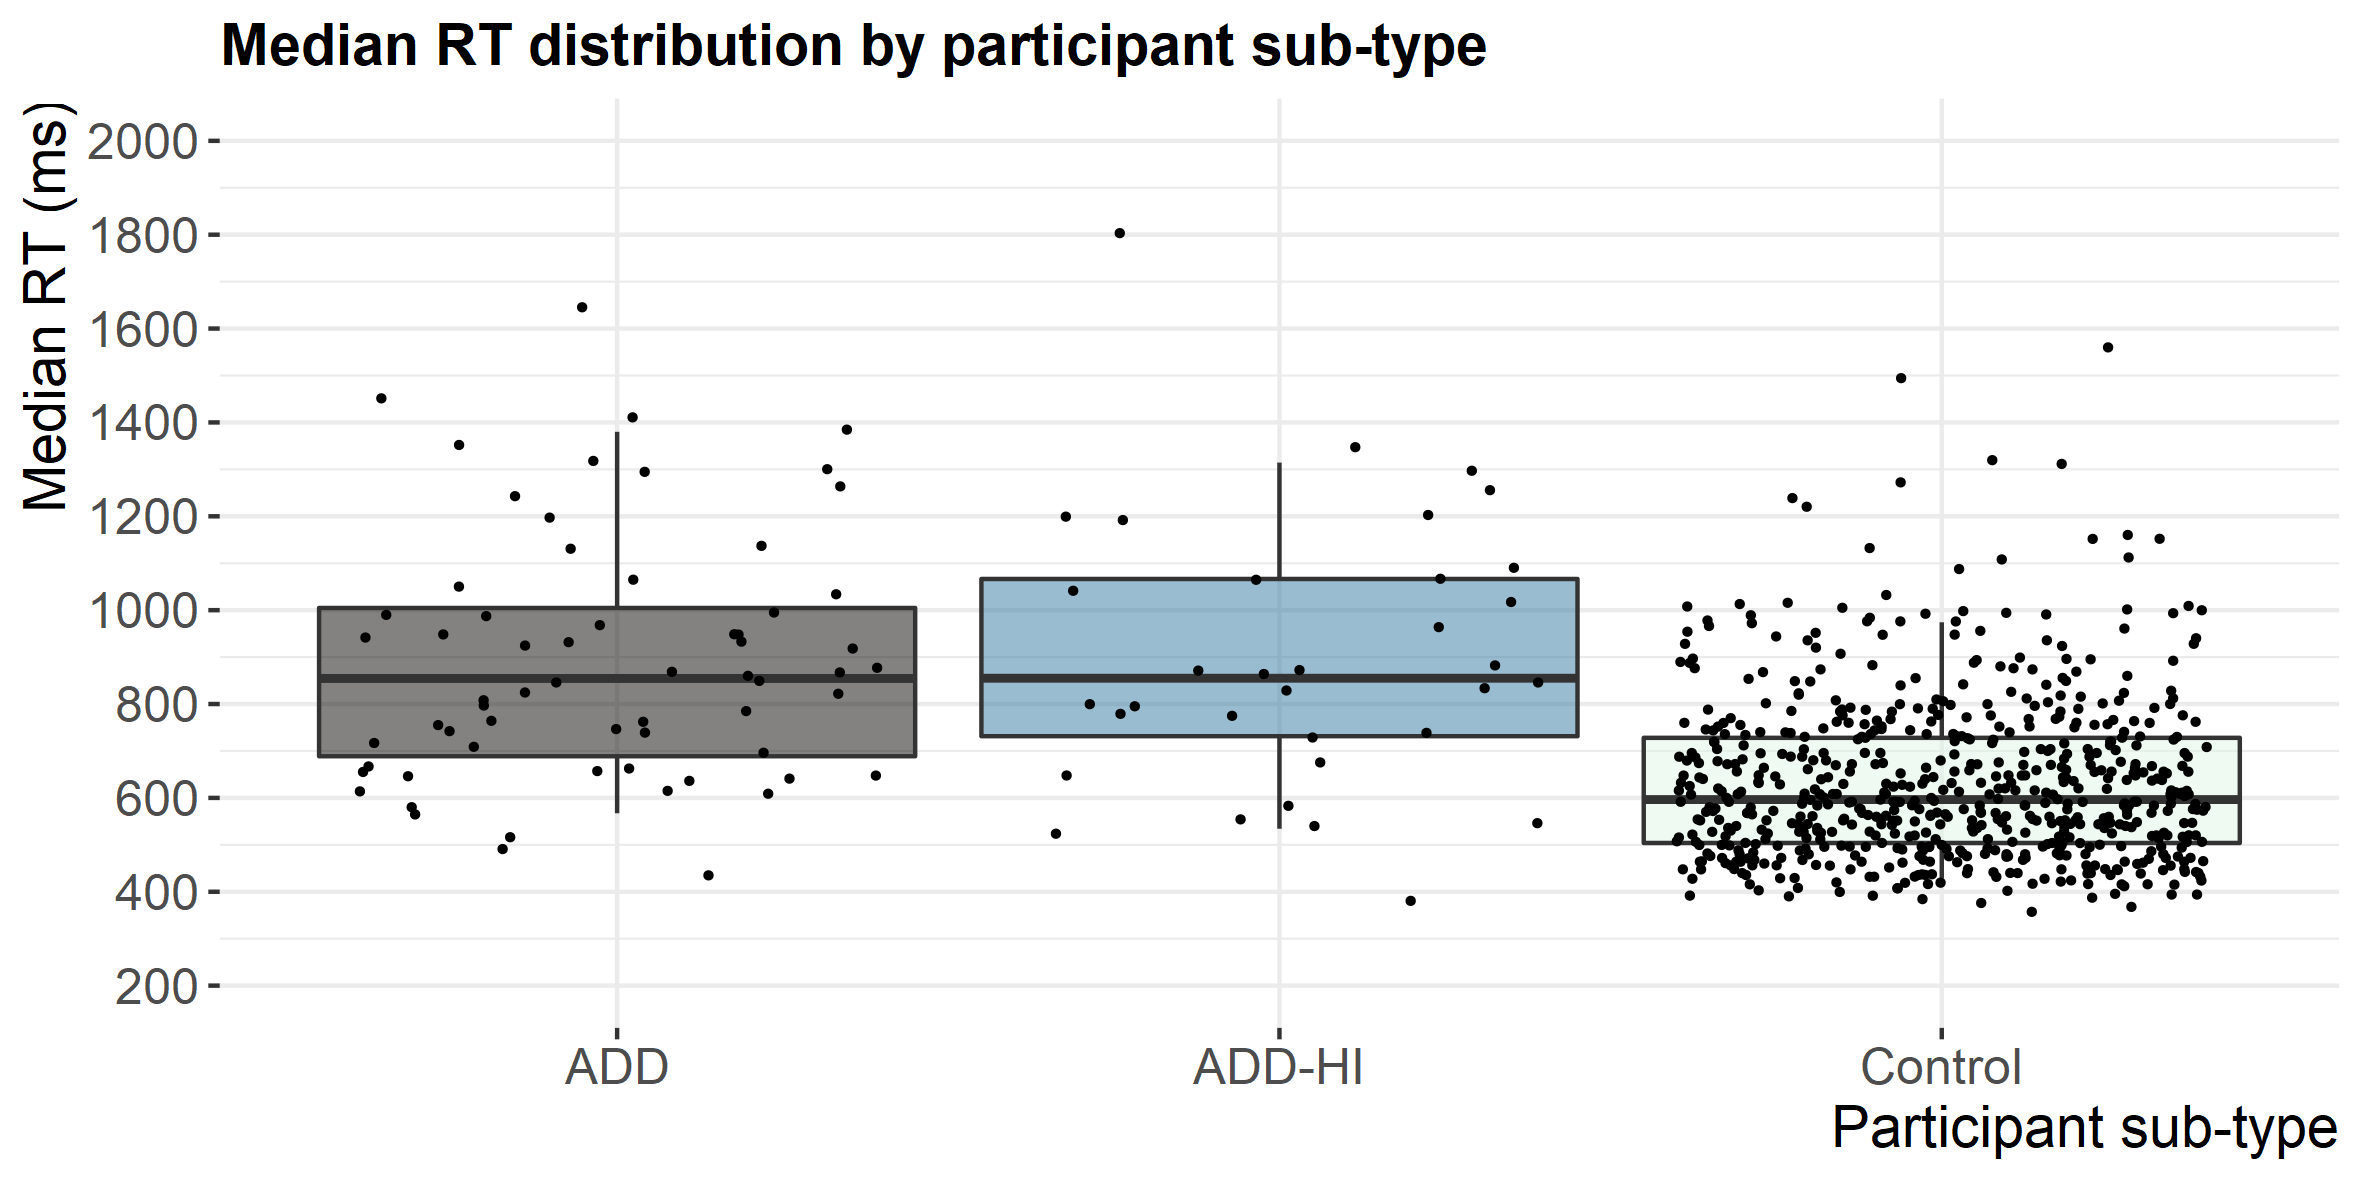 Median RT distribution by participant sub-type
Median RT (ms)
2000
1800
1600
1400
1200
1000
800
600
400
200
ADD ADD-HI Control
Participant sub-type